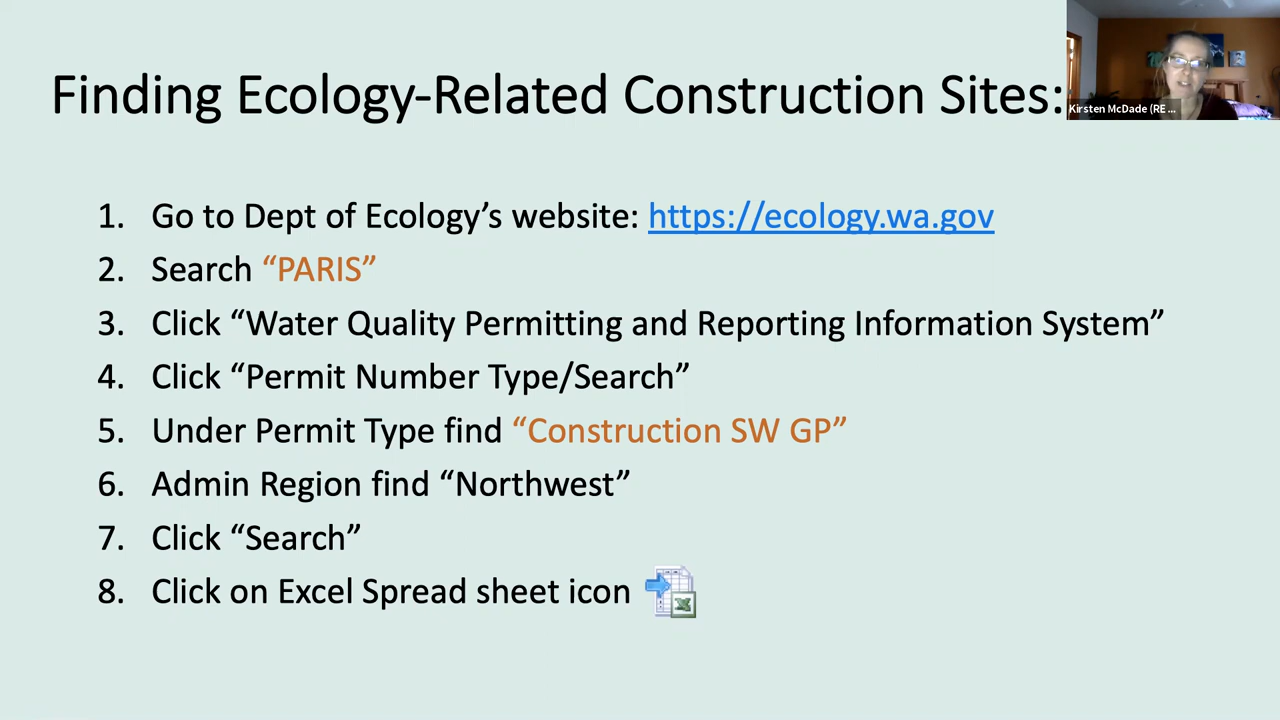 Finding Ecology-Related Construction Sites:
Kirsten McDade (RE ...
1. Go to Dept of Ecology’s website: https://ecology.wa.gov
2. Search “PARIS”
3. Click “Water Quality Permitting and Reporting Information System”
4. Click “Permit Number Type/Search”
5. Under Permit Type find “Construction SW GP”
6. Admin Region find “Northwest”
7. Click “Search”
8. Click on Excel Spread sheet icon